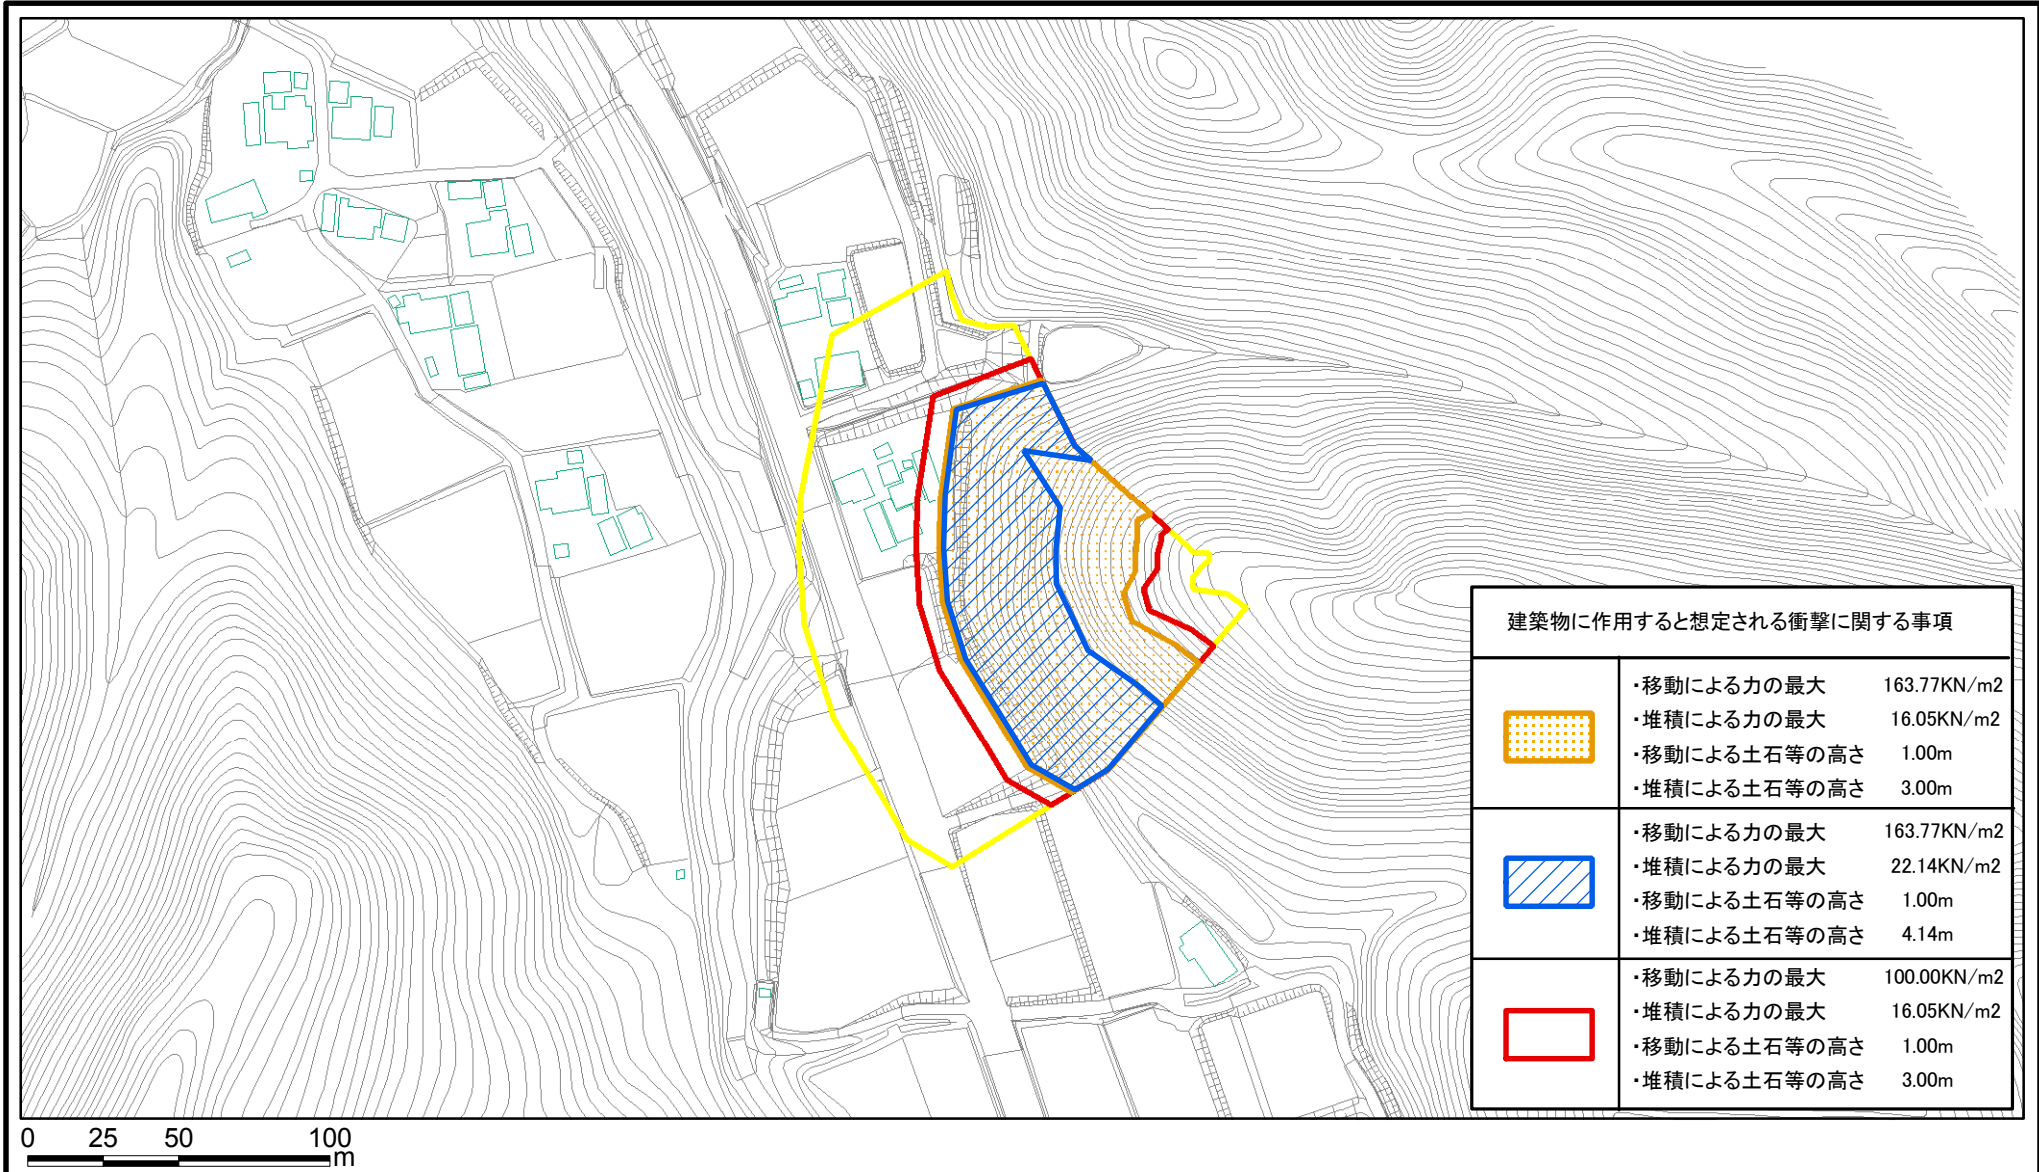 建築物に作用すると想定される衝撃に関する事項
・移動による力の最大 163.77KN/m2
・堆積による力の最大 16.05KN/m2
・移動による土石等の高さ 1.00m
・堆積による土石等の高さ 3.00m
・移動による力の最大 163.77KN/m2
・堆積による力の最大 22.14KN/m2
・移動による土石等の高さ 1.00m
・堆積による土石等の高さ 4.14m
・移動による力の最大 100.00KN/m2
・堆積による力の最大 16.05KN/m2
・移動による土石等の高さ 1.00m
・堆積による土石等の高さ 3.00m
0 25 50 100
m